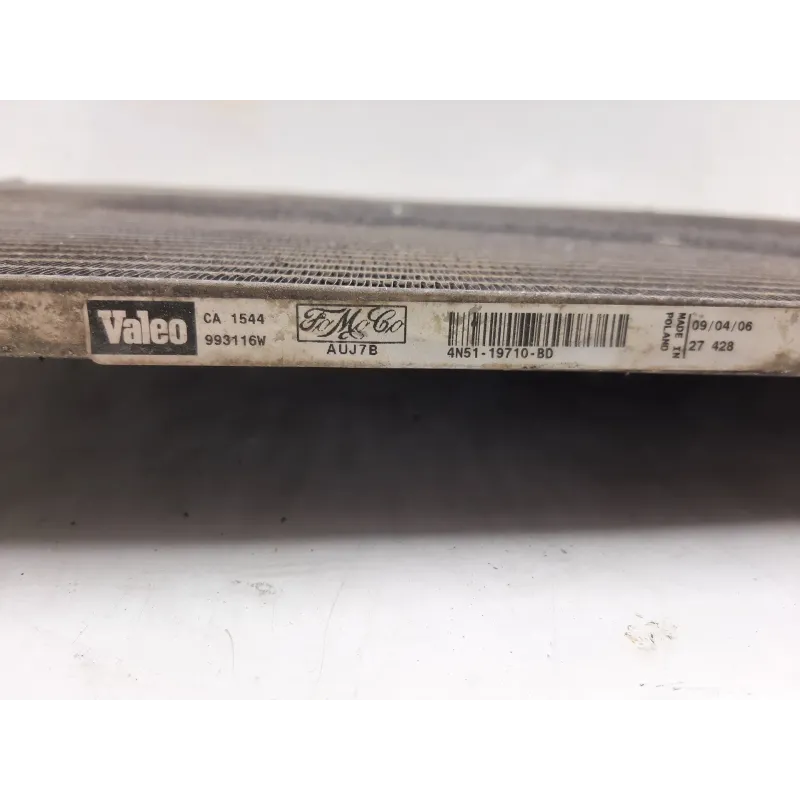 Valeo
CA 1544
993116W
FoMoCo
AUJ7B
4N51-19710-BD
MADE IN
POLAND
09/04/06
27 428